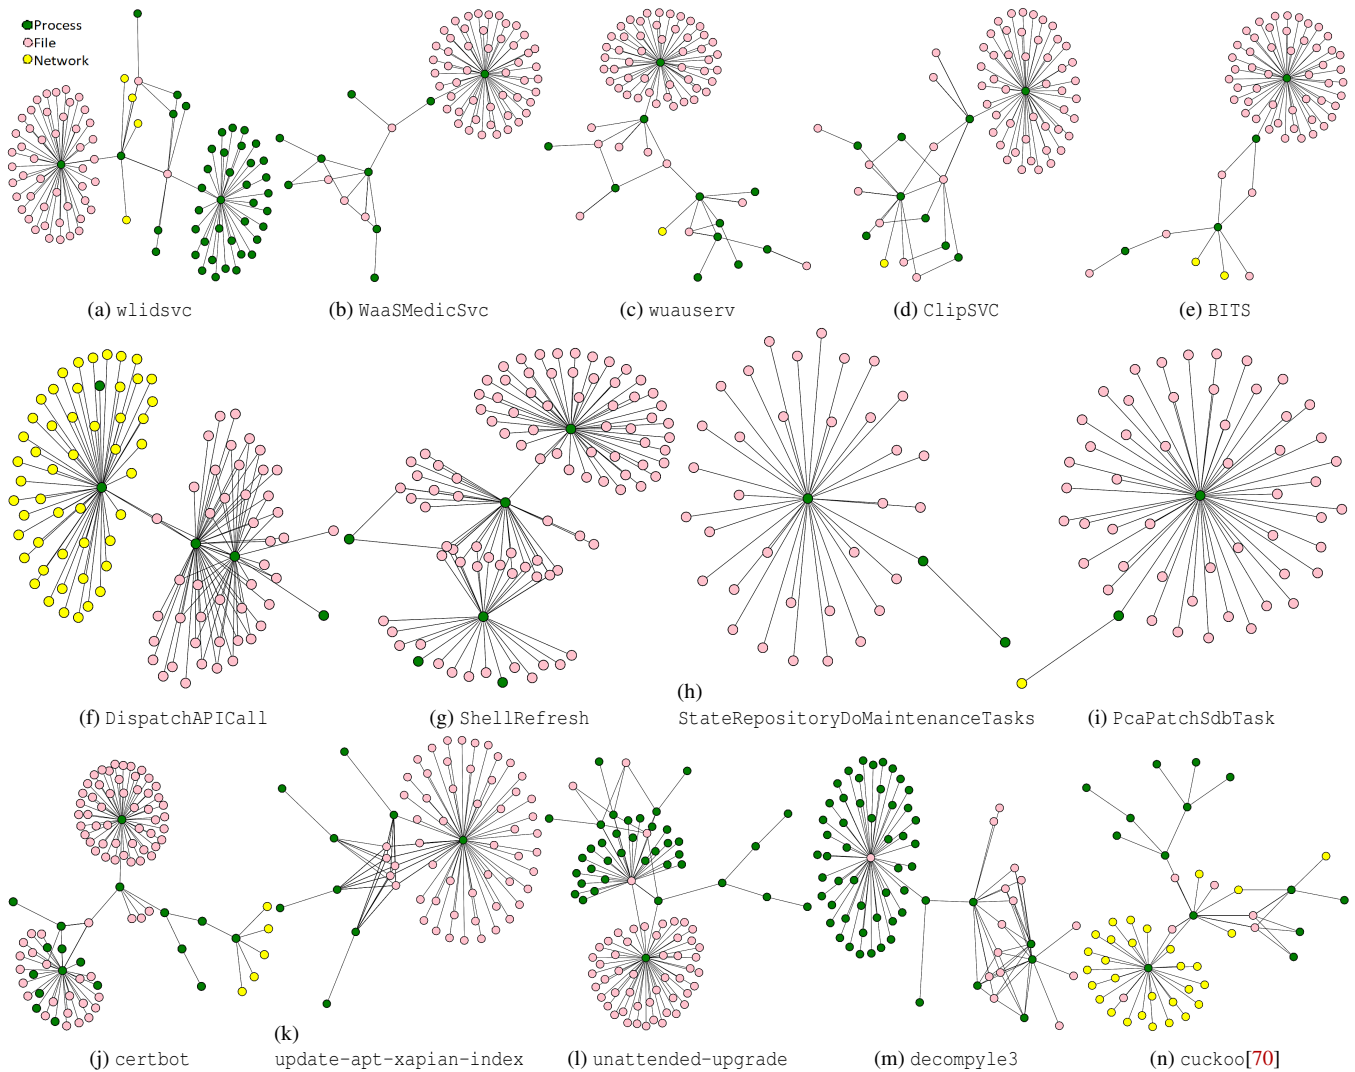 Process
File
Network
(a) wlidsvc
(b) WaaSMedicSvc
(c) wuauserv
(d) ClipSVC
(e) BITS
(f) DispatchAPICall
(g) ShellRefresh
(h)
StateRepositoryDoMaintenanceTasks
(i) PcaPatchSdbTask
(j) certbot
(k)
update-apt-xapian-index
(l) unattended-upgrade
(m) decompyle3
(n) cuckoo[70]